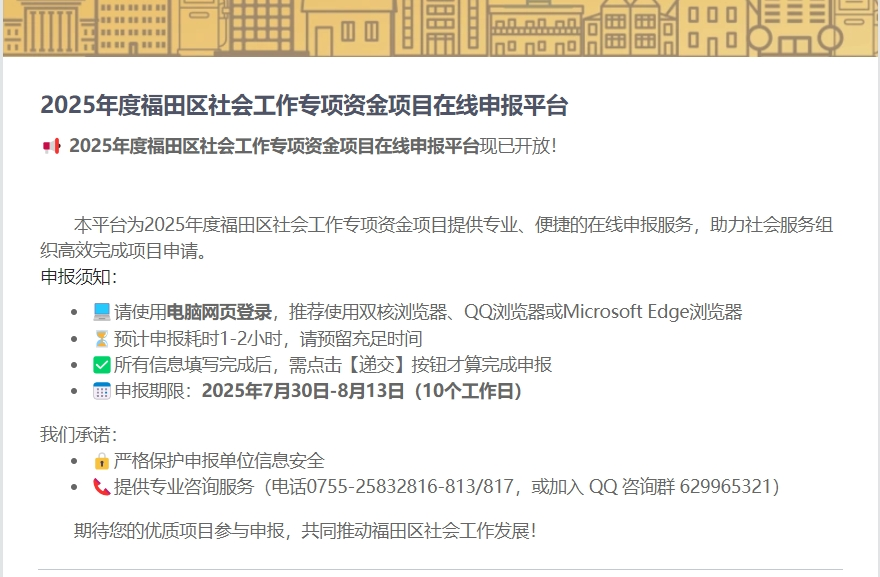 2025年度福田区社会工作专项资金项目在线申报平台
2025年度福田区社会工作专项资金项目在线申报平台现已开放！
本平台为2025年度福田区社会工作专项资金项目提供专业、便捷的在线申报服务，助力社会服务组
织高效完成项目申请。
申报须知：
请使用电脑网页登录，推荐使用双核浏览器、QQ浏览器或Microsoft Edge浏览器
预计申报耗时1-2小时，请预留充足时间
所有信息填写完成后，需点击【递交】按钮才算完成申报
申报期限：2025年7月30日-8月13日（10个工作日）
我们承诺：
严格保护申报单位信息安全
提供专业咨询服务（电话0755-25832816-813/817，或加入 QQ 咨询群 629965321）
期待您的优质项目参与申报，共同推动福田区社会工作发展！